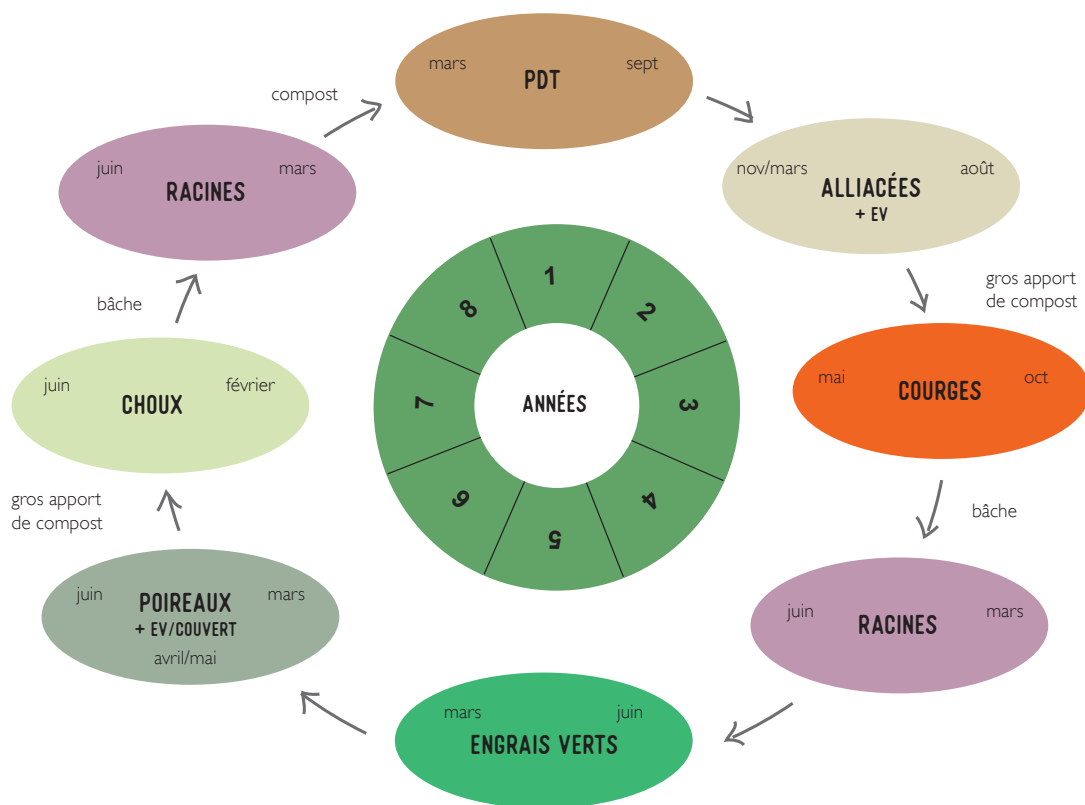 compost
mars
PDT
sept
nov/mars
ALLIACÉES
+ EV
août
gros apport
de compost
mai
COURGES
oct
bâche
juin
RACINES
mars
mars
juin
ENGRAIS VERTS
juin
POIREAUX
+ EV/COUVERT
avril/mai
mars
gros apport
de compost
juin
CHOUX
février
bâche
juin
RACINES
mars
1
2
3
4
5
6
7
8
ANNÉES